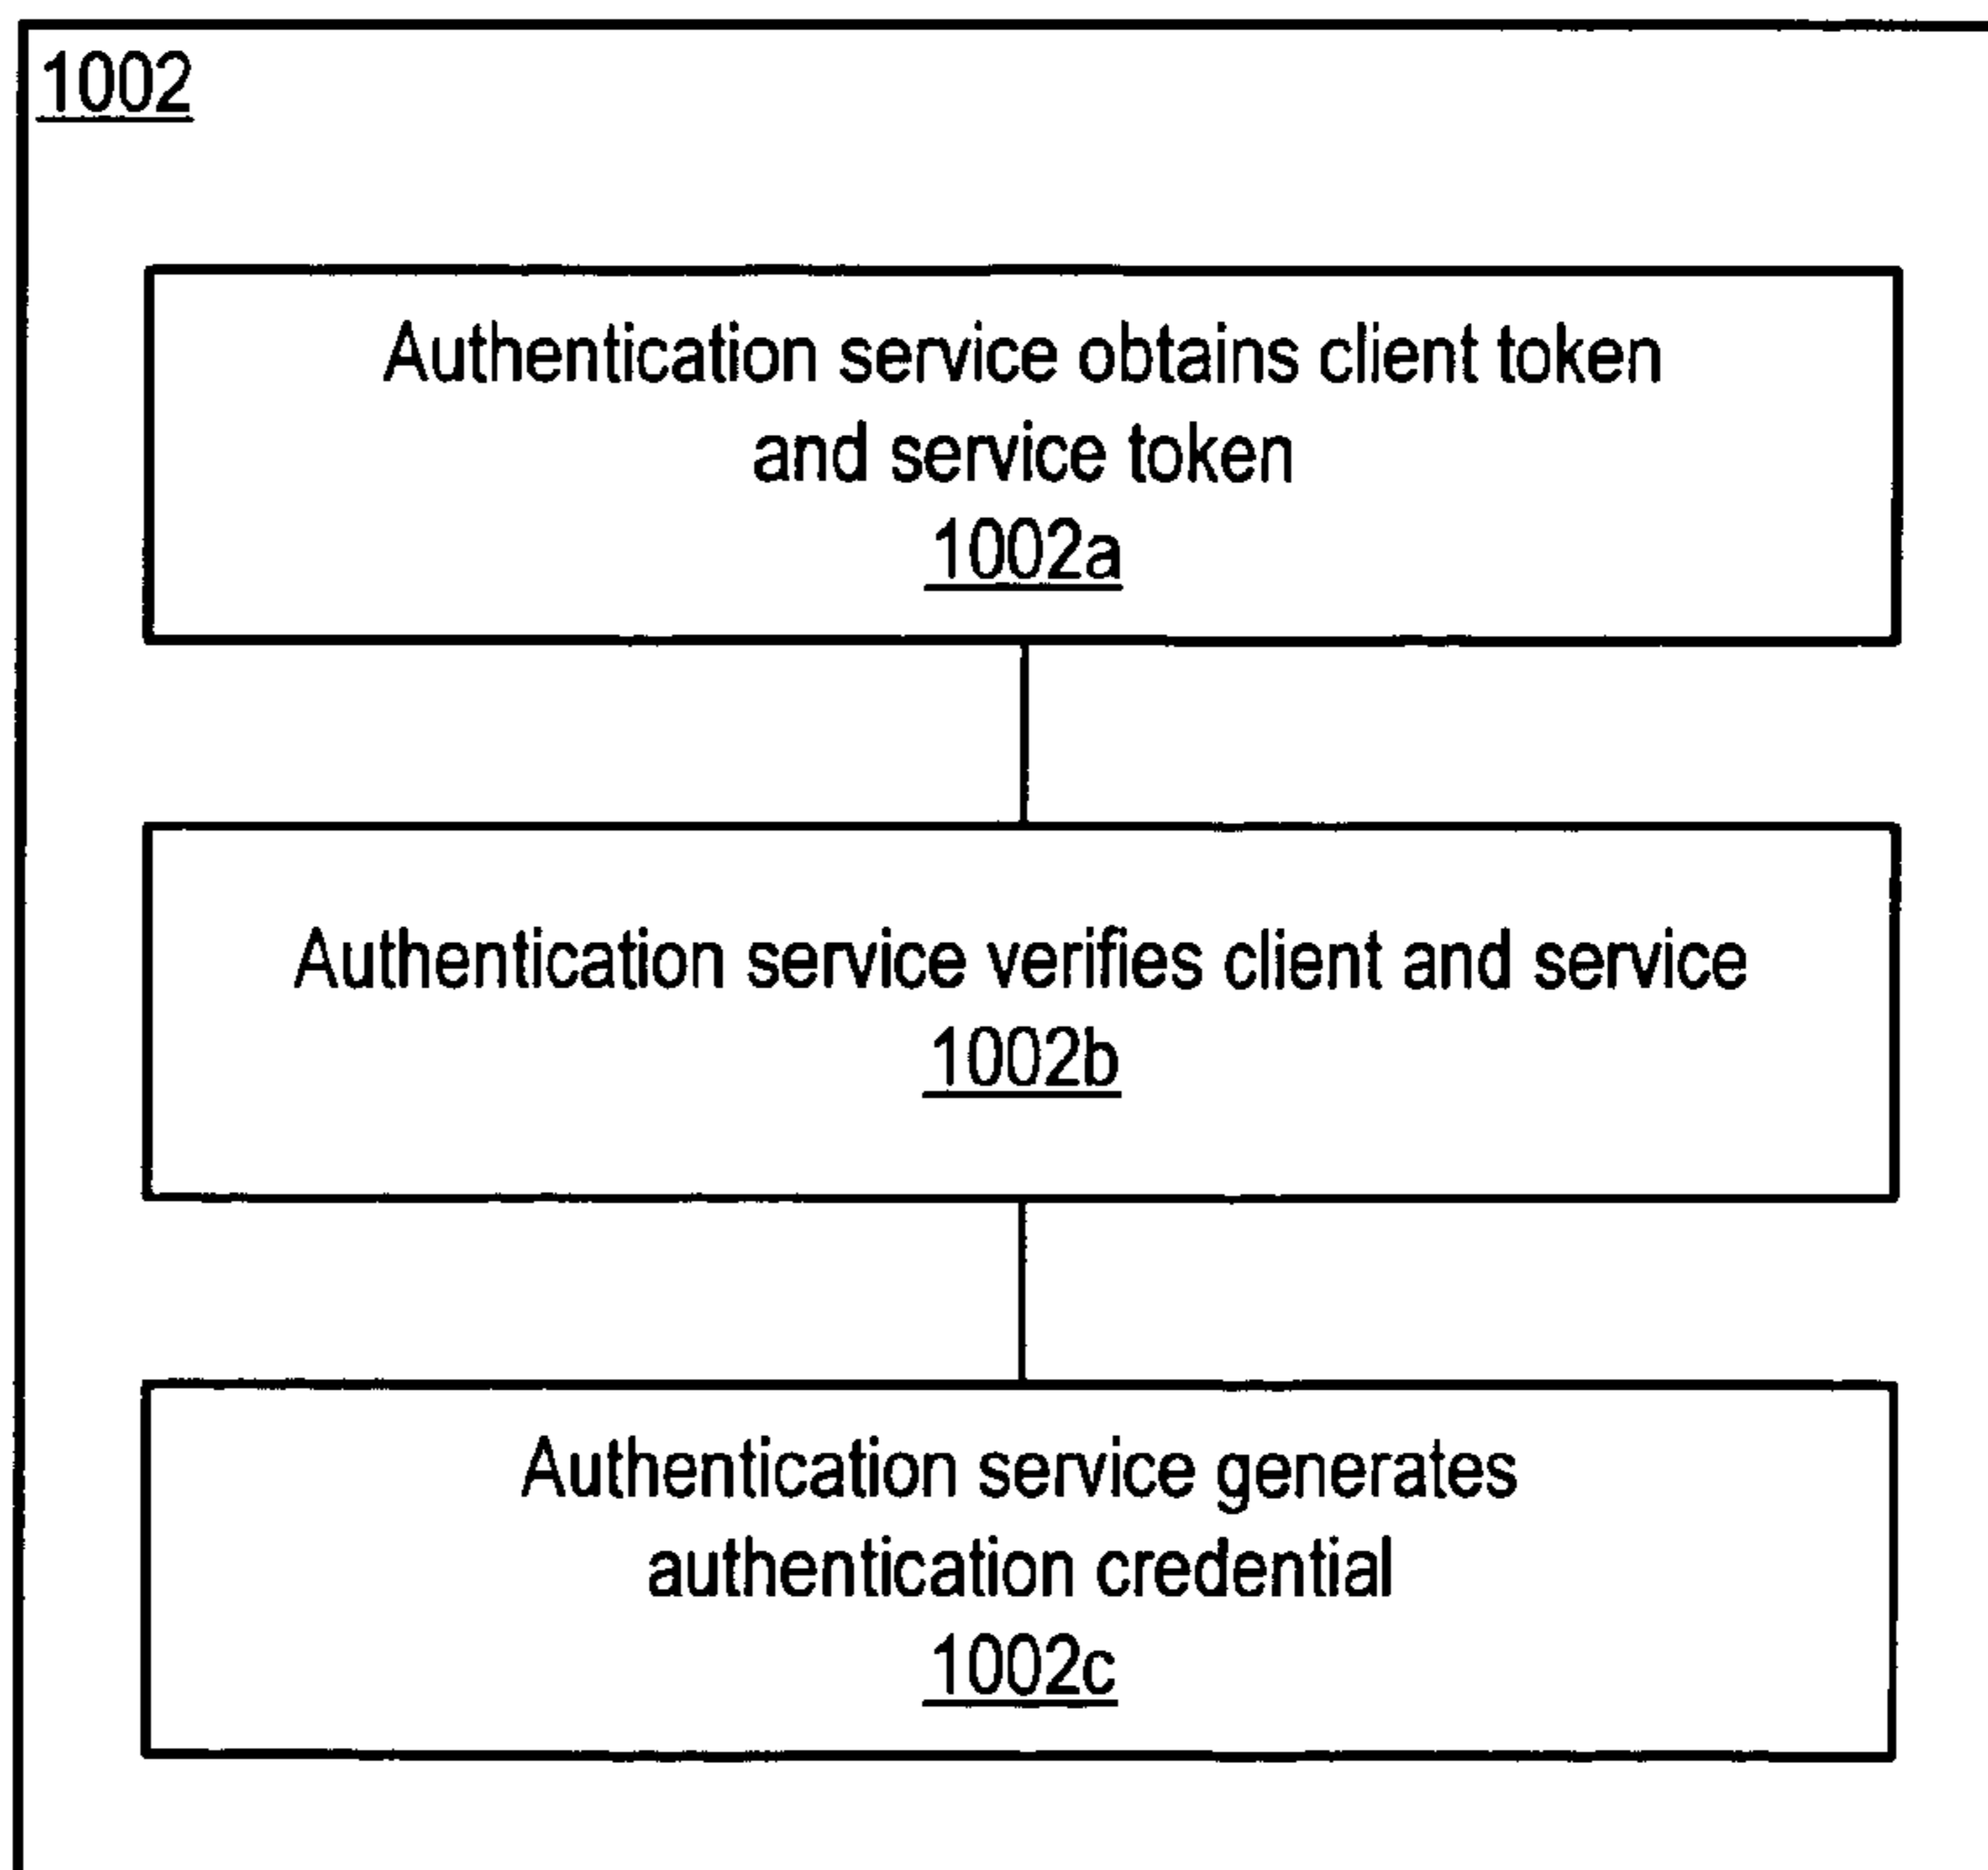 1002
Authentication service obtains client token
and service token
1002a
Authentication service verifies client and service
1002b
Authentication service generates
authentication credential
1002c